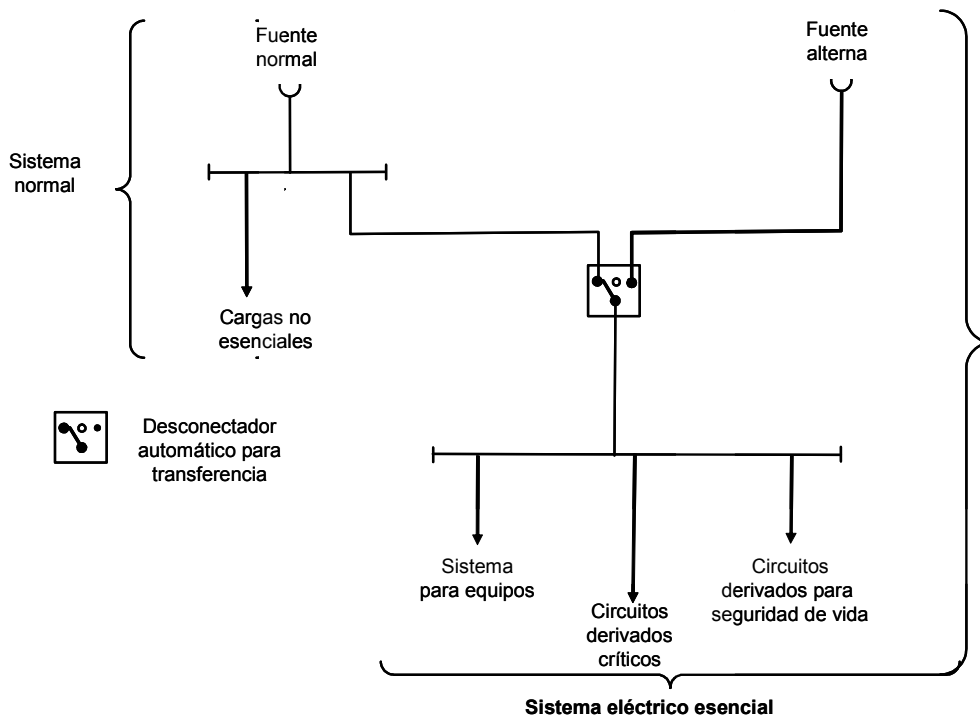 Fuente
normal
Fuente
alterna
Sistema
normal
Cargas no
esenciales
Desconectador
automático para
transferencia
Sistema
para equipos
Circuitos
derivados
críticos
Circuitos
derivados para
seguridad de vida
Sistema eléctrico esencial